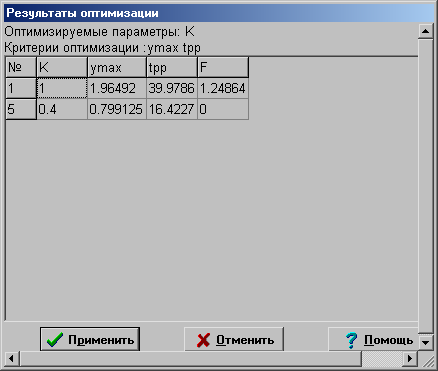 Результаты оптимизации
Оптимизируемые параметры: K
Критерии оптимизации :ymax tpp
№ K ymax tpp F
1 1 1.96492 39.9786 1.24864
5 0.4 0.799125 16.4227 0
Применить Отменить Помощь